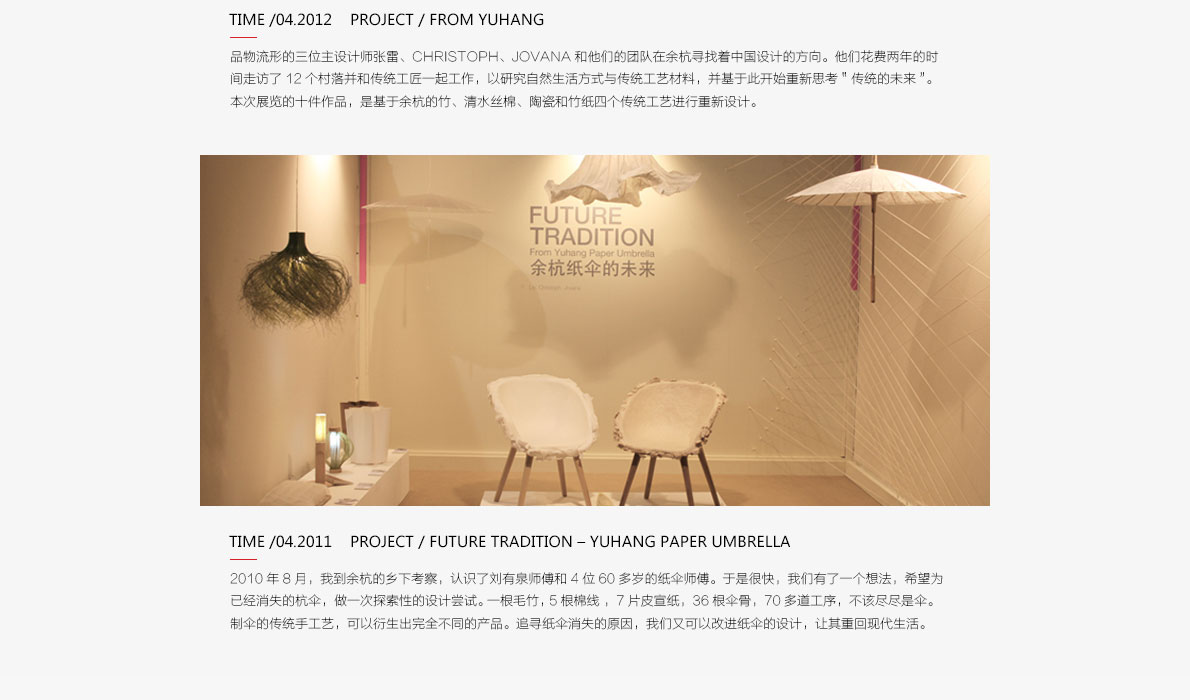 TIME /04.2012 PROJECT / FROM YUHANG
品物流形的三位主设计师张雷、CHRISTOPH、JOVANA 和他们的团队在余杭寻找着中国设计的方向。他们花费两年的时
间走访了 12 个村落并和传统工匠一起工作，以研究自然生活方式与传统工艺材料，并基于此开始重新思考 " 传统的未来 "。
本次展览的十件作品，是基于余杭的竹、清水丝棉、陶瓷和竹纸四个传统工艺进行重新设计。
FUTURE
TRADITION
From Yuhang Paper Umbrella
余杭纸伞的未来
TIME /04.2011 PROJECT / FUTURE TRADITION – YUHANG PAPER UMBRELLA
2010 年 8 月，我到余杭的乡下考察，认识了刘有泉师傅和 4 位 60 多岁的纸伞师傅。于是很快，我们有了一个想法，希望为
已经消失的杭伞，做一次探索性的设计尝试。一根毛竹，5 根棉线 ，7 片皮宣纸，36 根伞骨，70 多道工序，不该尽尽是伞。
制伞的传统手工艺，可以衍生出完全不同的产品。追寻纸伞消失的原因，我们又可以改进纸伞的设计，让其重回现代生活。